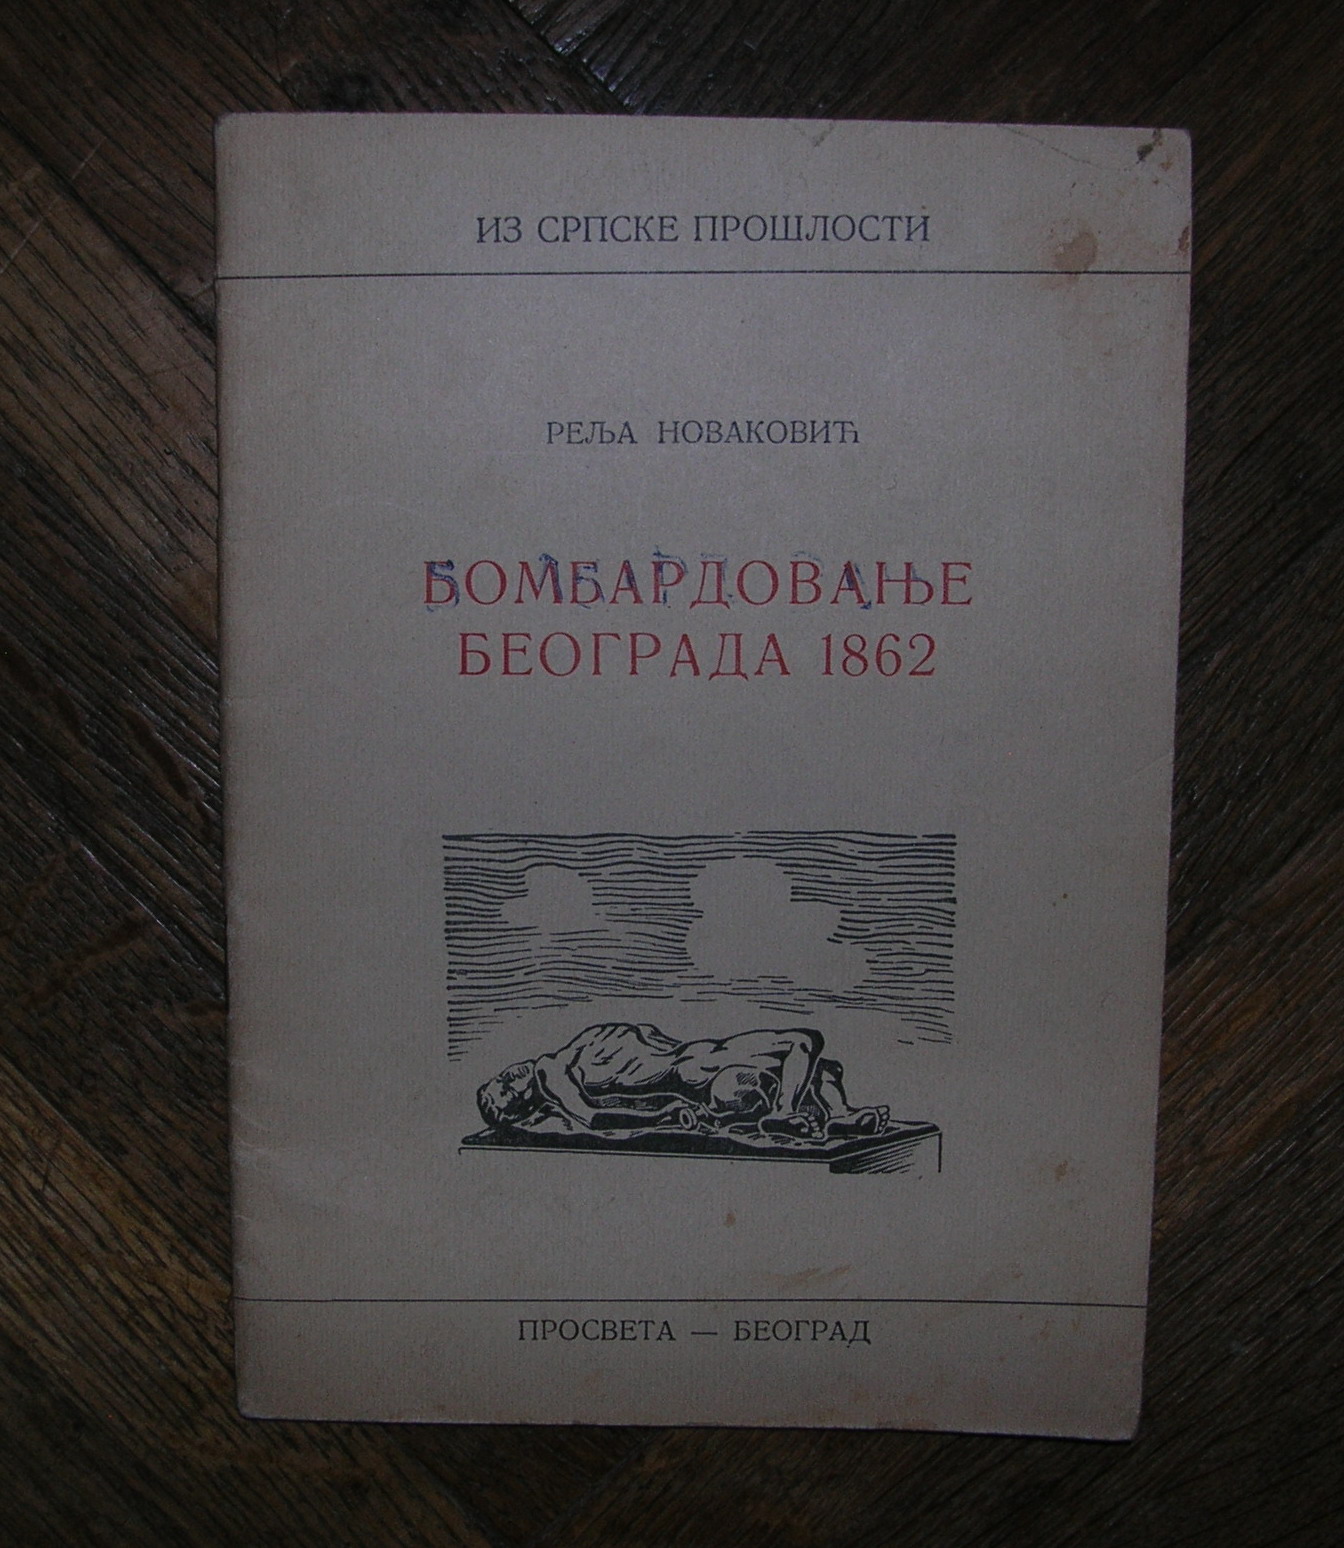 ИЗ СРПСКЕ ПРОШЛОСТИ
РЕЉА НОВАКОВИЋ
БОМБАРДОВАЊЕ
БЕОГРАДА 1862
ПРОСВЕТА — БЕОГРАД